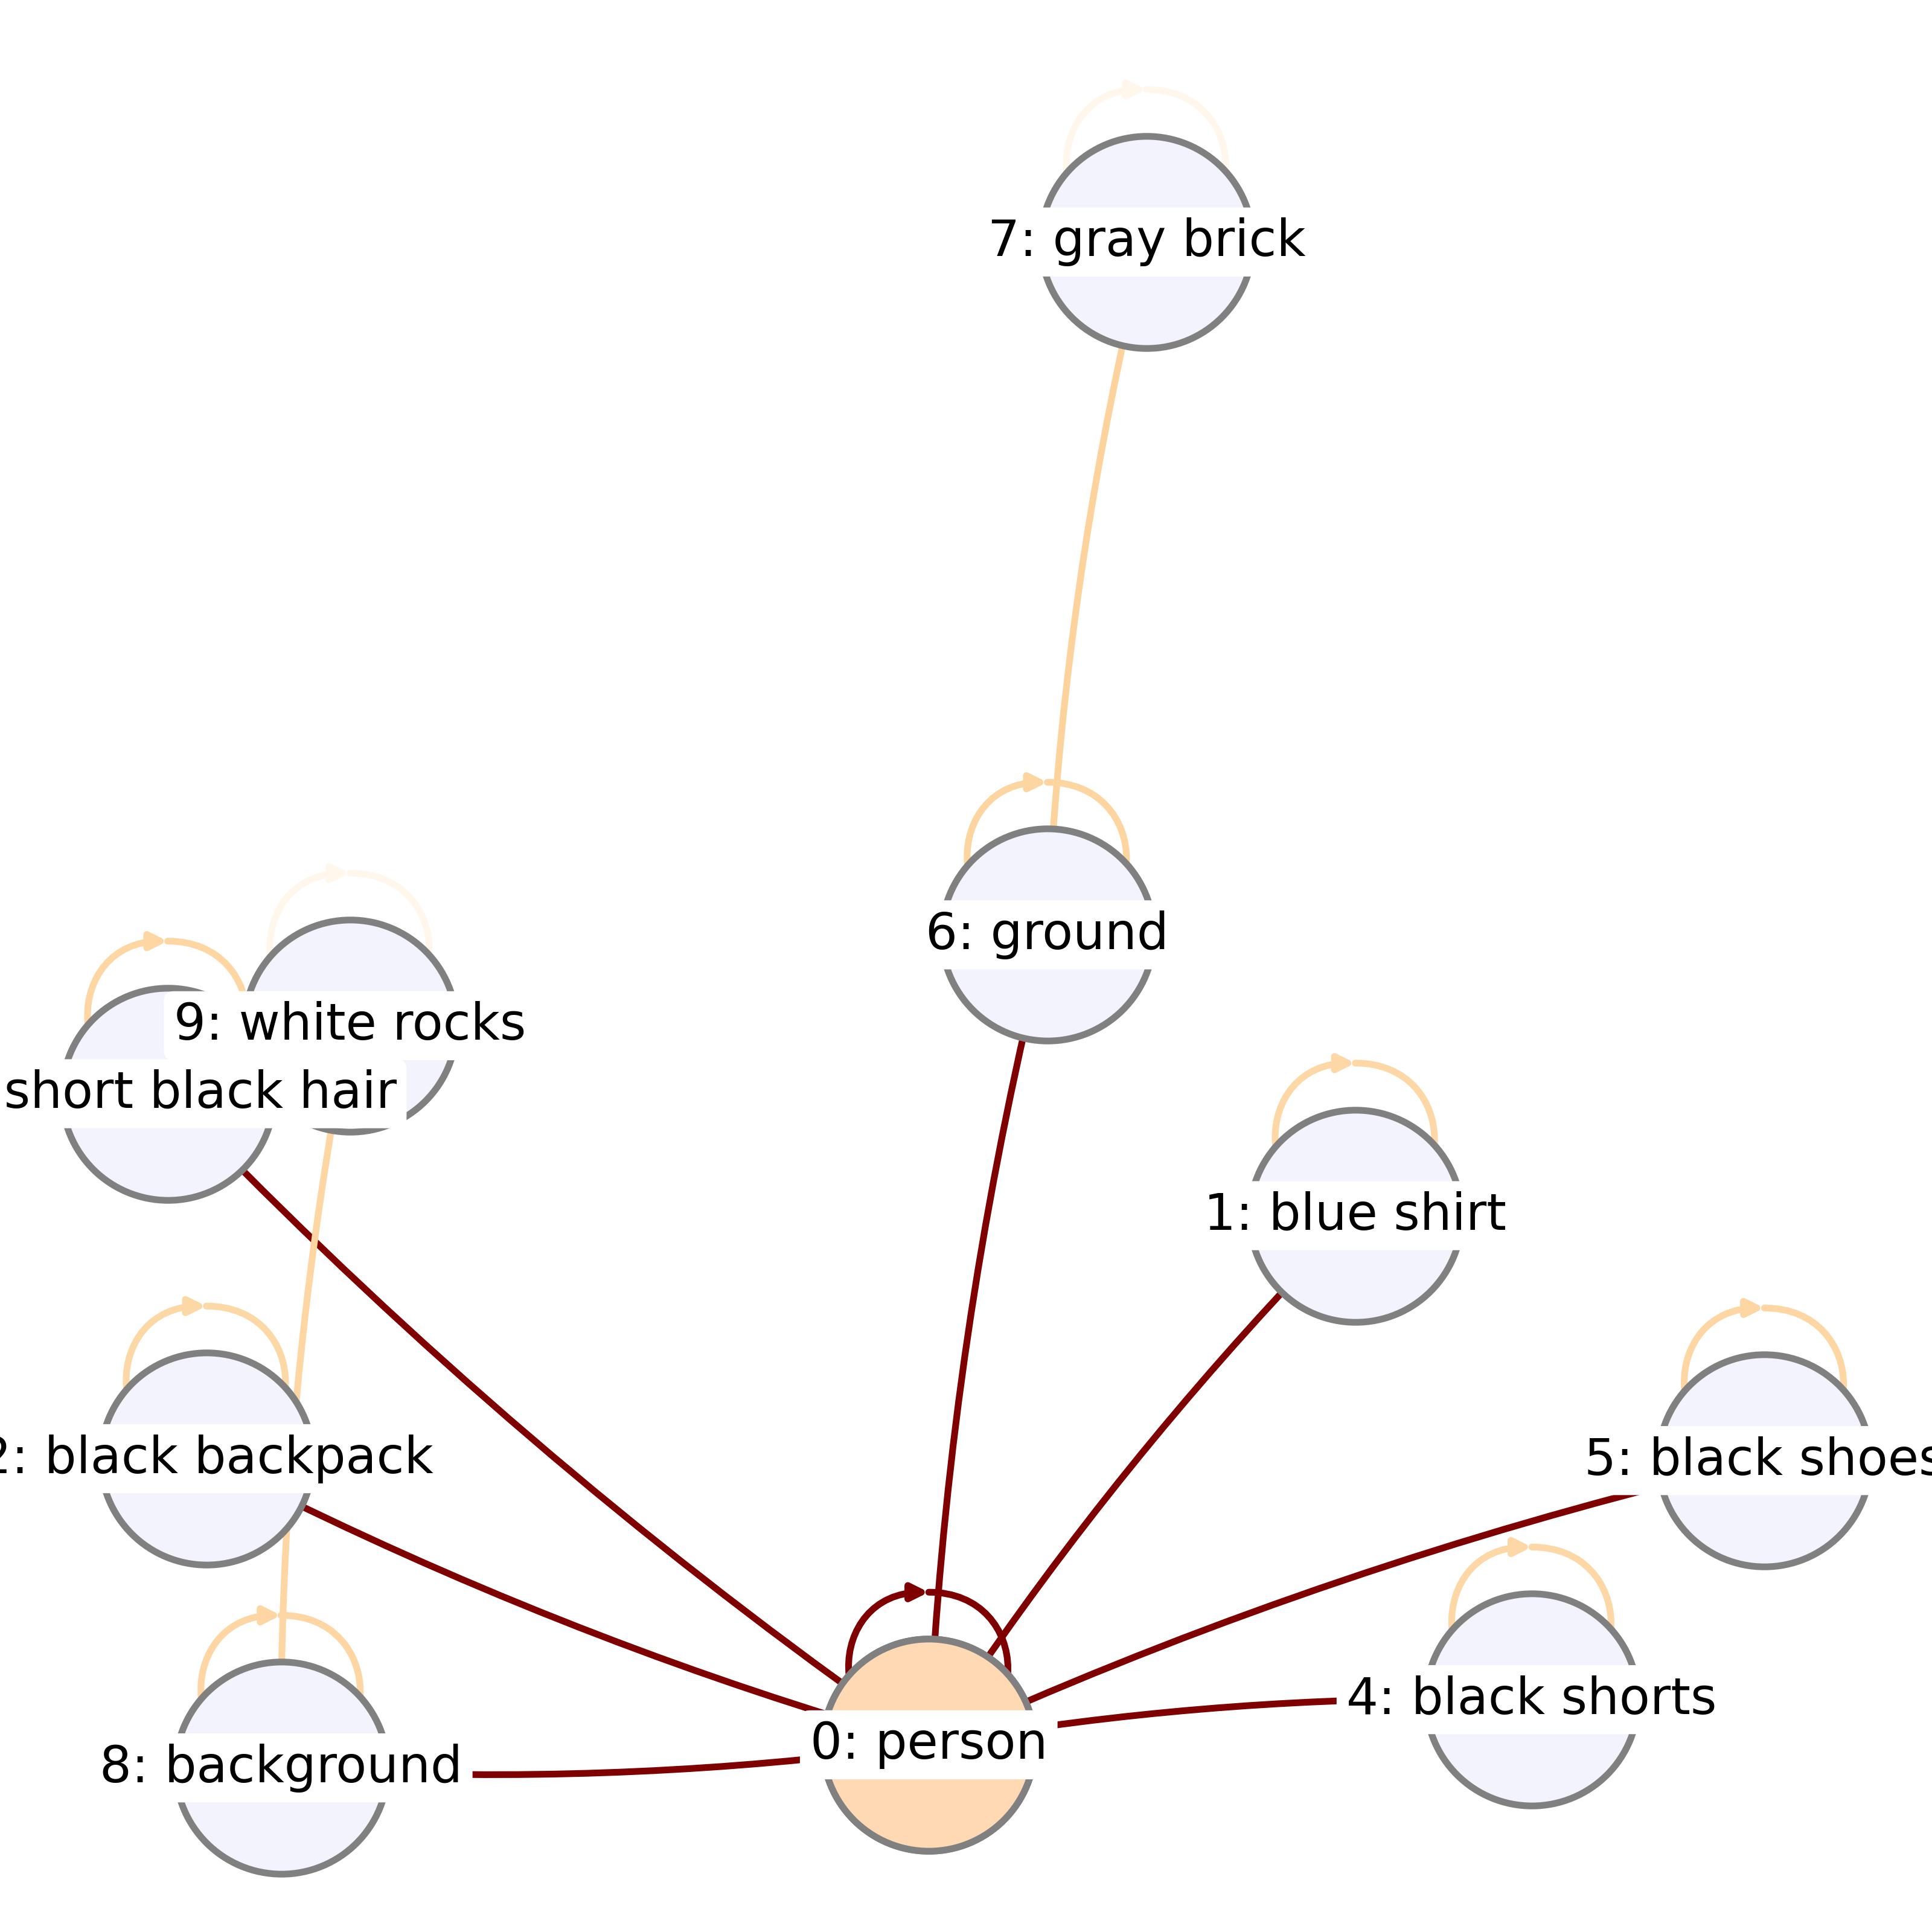 7: gray brick
6: ground
9: white rocks
short black hair
1: blue shirt
2: black backpack
5: black shoes
4: black shorts
0: person
8: background